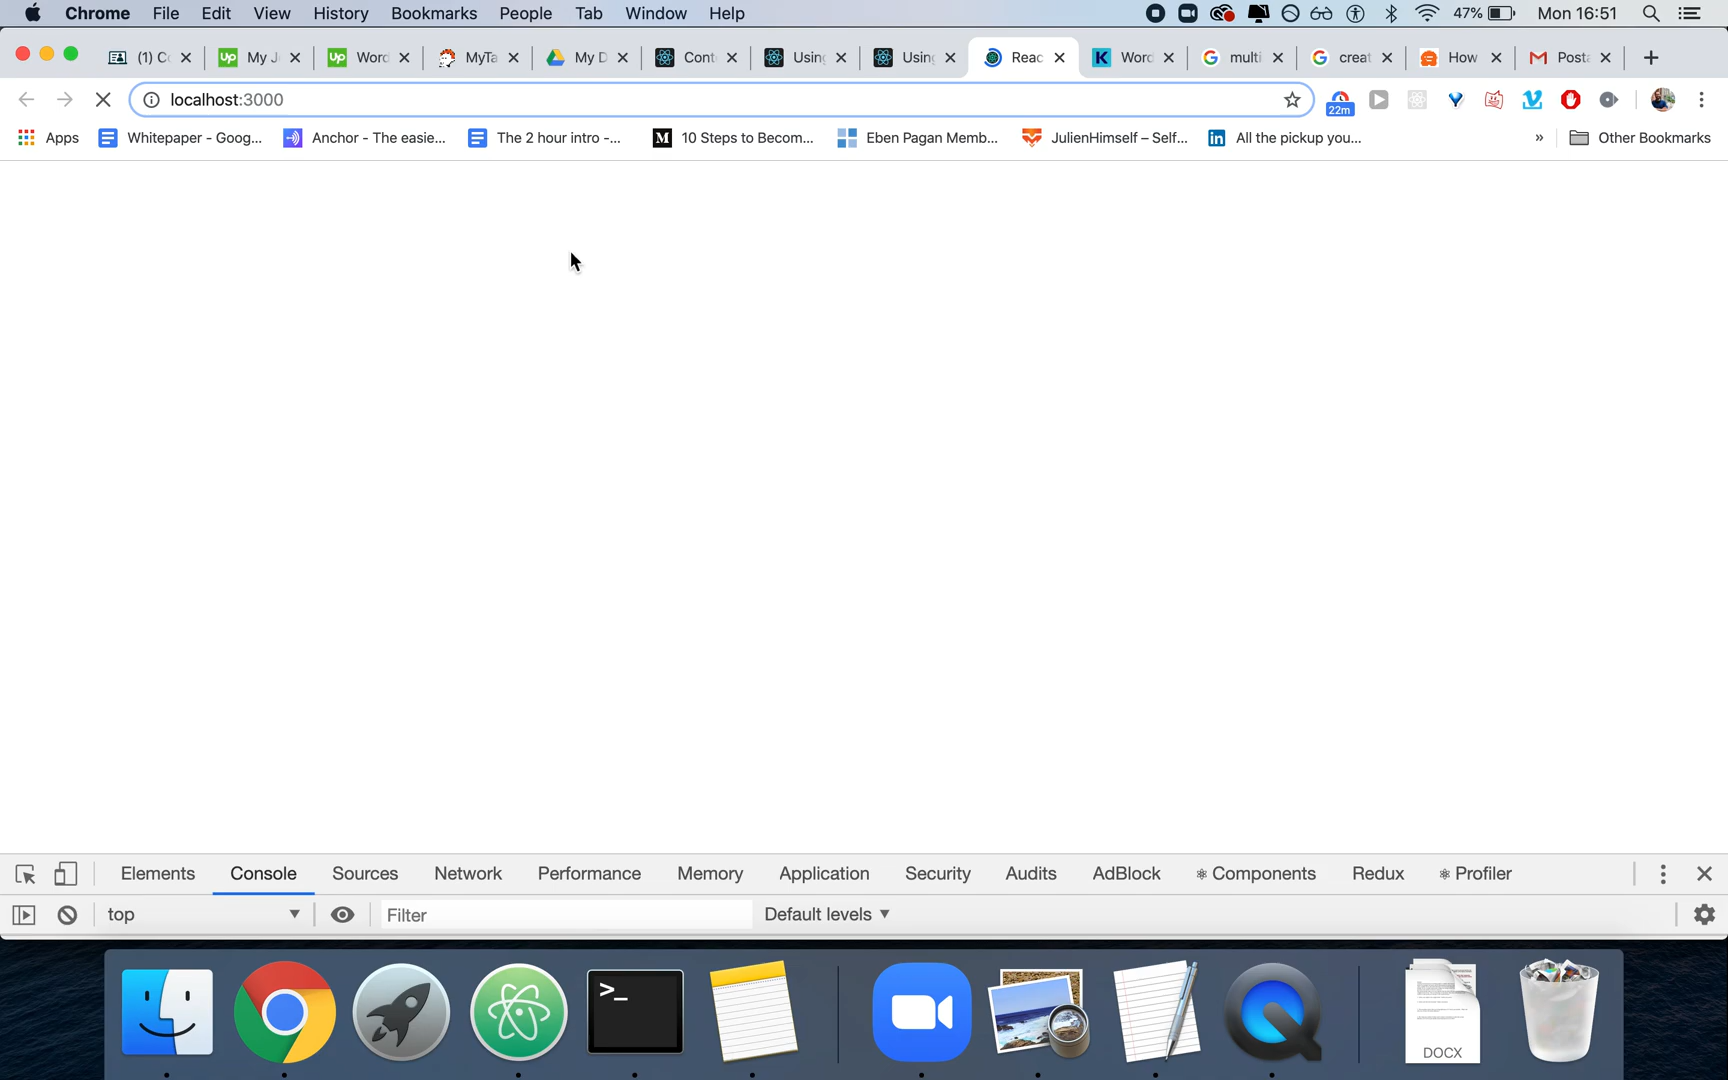 Chrome File Edit View History Bookmarks People Tab Window Help 47% Mon 16:51
(1) C My J Word MyTa My D Cont Using Using Reac Word multi creat How Posta
localhost:3000 22m
Apps Whitepaper - Goog... Anchor - The easie... The 2 hour intro -... 10 Steps to Becom... Eben Pagan Memb... JulienHimself – Self... All the pickup you... » Other Bookmarks
Elements Console Sources Network Performance Memory Application Security Audits AdBlock Components Redux Profiler
top Filter Default levels
>_ DOCX